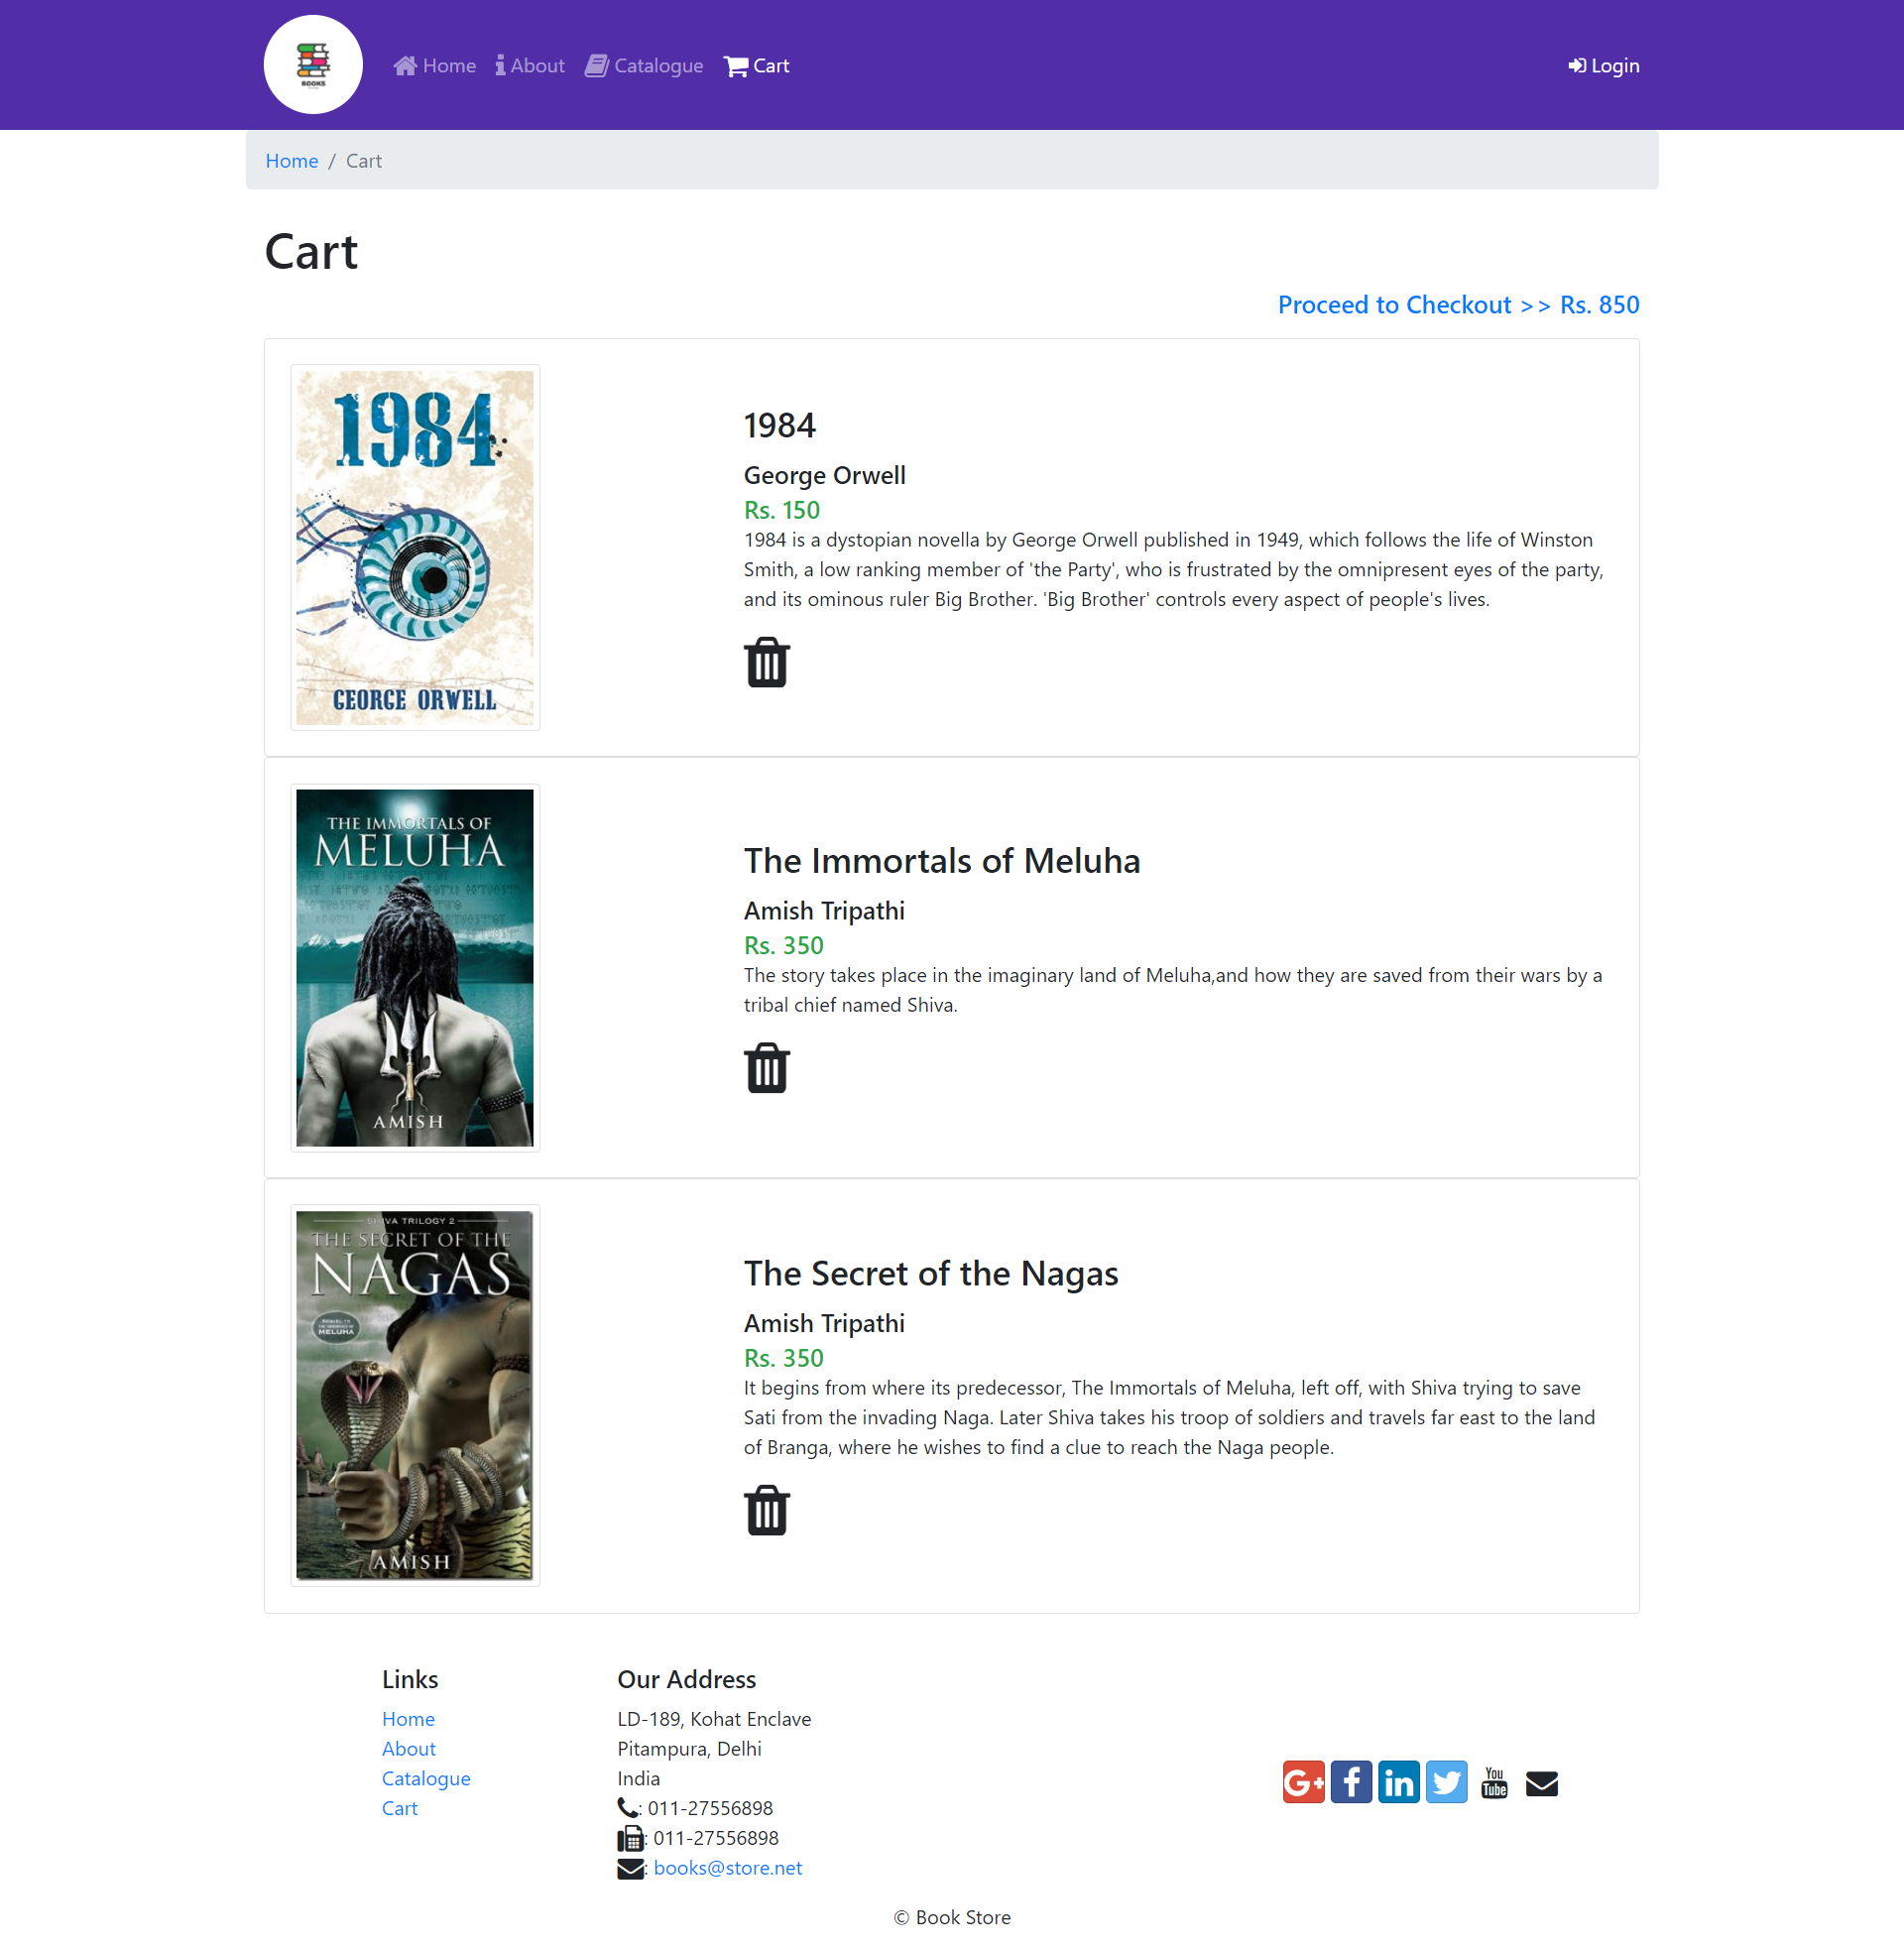 BOOKS
Home
About
Catalogue
Cart
Login
Home / Cart
Cart
Proceed to Checkout >> Rs. 850
1984
GEORGE ORWELL
1984
George Orwell
Rs. 150
1984 is a dystopian novella by George Orwell published in 1949, which follows the life of Winston
Smith, a low ranking member of 'the Party', who is frustrated by the omnipresent eyes of the party,
and its ominous ruler Big Brother. 'Big Brother' controls every aspect of people's lives.
THE IMMORTALS OF
MELUHA
AMISH
The Immortals of Meluha
Amish Tripathi
Rs. 350
The story takes place in the imaginary land of Meluha,and how they are saved from their wars by a
tribal chief named Shiva.
SHIVA TRILOGY 2
THE SECRET OF THE
NAGAS
SEQUEL TO
THE IMMORTALS OF
MELUHA
AMISH
The Secret of the Nagas
Amish Tripathi
Rs. 350
It begins from where its predecessor, The Immortals of Meluha, left off, with Shiva trying to save
Sati from the invading Naga. Later Shiva takes his troop of soldiers and travels far east to the land
of Branga, where he wishes to find a clue to reach the Naga people.
Links
Home
About
Catalogue
Cart
Our Address
LD-189, Kohat Enclave
Pitampura, Delhi
India
: 011-27556898
: 011-27556898
: books@store.net
G+
f
in
You
Tube
© Book Store